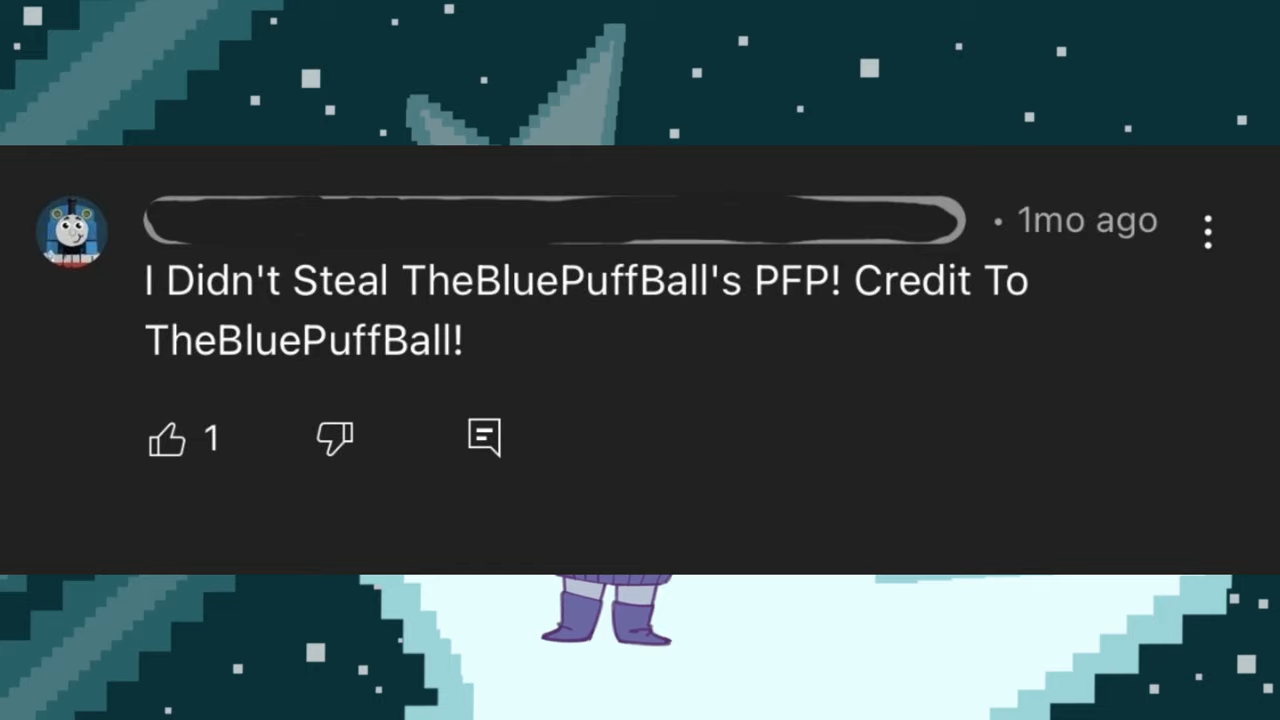 • 1mo ago
I Didn't Steal TheBluePuffBall's PFP! Credit To
TheBluePuffBall!
1